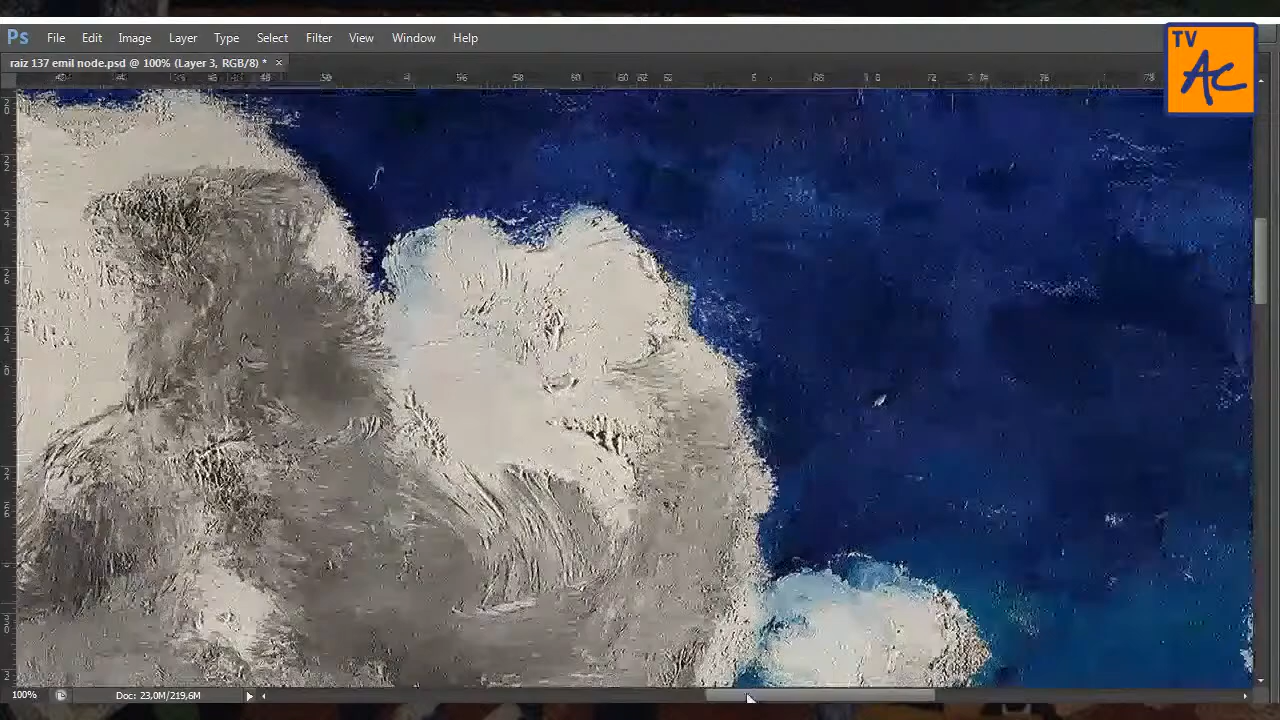 Ps File Edit Image Layer Type Select Filter View Window Help
TV
AC
raiz 137 emil node.psd @ 100% (Layer 3, RGB/8) * ×
100% Doc: 23,0M/219,6M